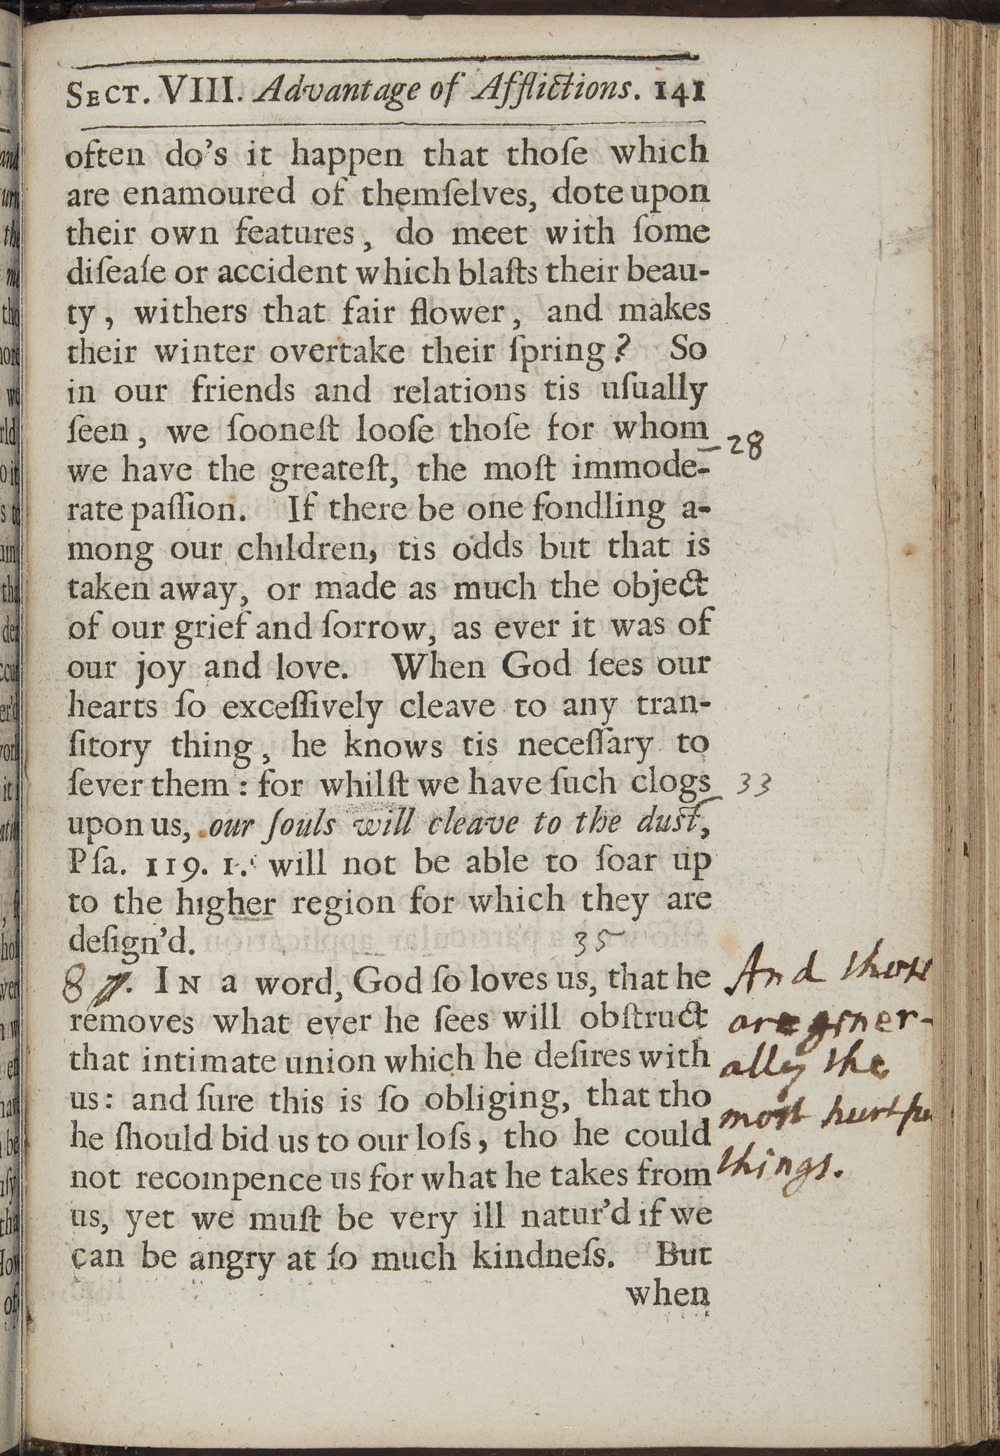 SECT. VIII. Advantage of Afflictions. 141
often do's it happen that thoſe which
are enamoured of themſelves, dote upon
their own features, do meet with ſome
diſeaſe or accident which blaſts their beau-
ty, withers that fair flower, and makes
their winter overtake their ſpring? So
in our friends and relations tis uſually
ſeen, we ſooneſt looſe thoſe for whom
28
we have the greateſt, the moſt immode-
rate paſſion. If there be one fondling a-
mong our children, tis odds but that is
taken away, or made as much the object
of our grief and ſorrow, as ever it was of
our joy and love. When God ſees our
hearts ſo exceſſively cleave to any tran-
ſitory thing, he knows tis neceſſary to
ſever them: for whilſt we have ſuch clogs
33
upon us, our ſouls will cleave to the duſt,
Pſa. 119. 1. will not be able to ſoar up
to the higher region for which they are
deſign'd.
35
8. IN a word, God ſo loves us, that he
removes what ever he ſees will obſtruct
that intimate union which he deſires with
us: and ſure this is ſo obliging, that tho
he ſhould bid us to our loſs, tho he could
not recompence us for what he takes from
us, yet we muſt be very ill natur'd if we
can be angry at ſo much kindneſs. But
when
And these
are gener-
ally the
most
things.